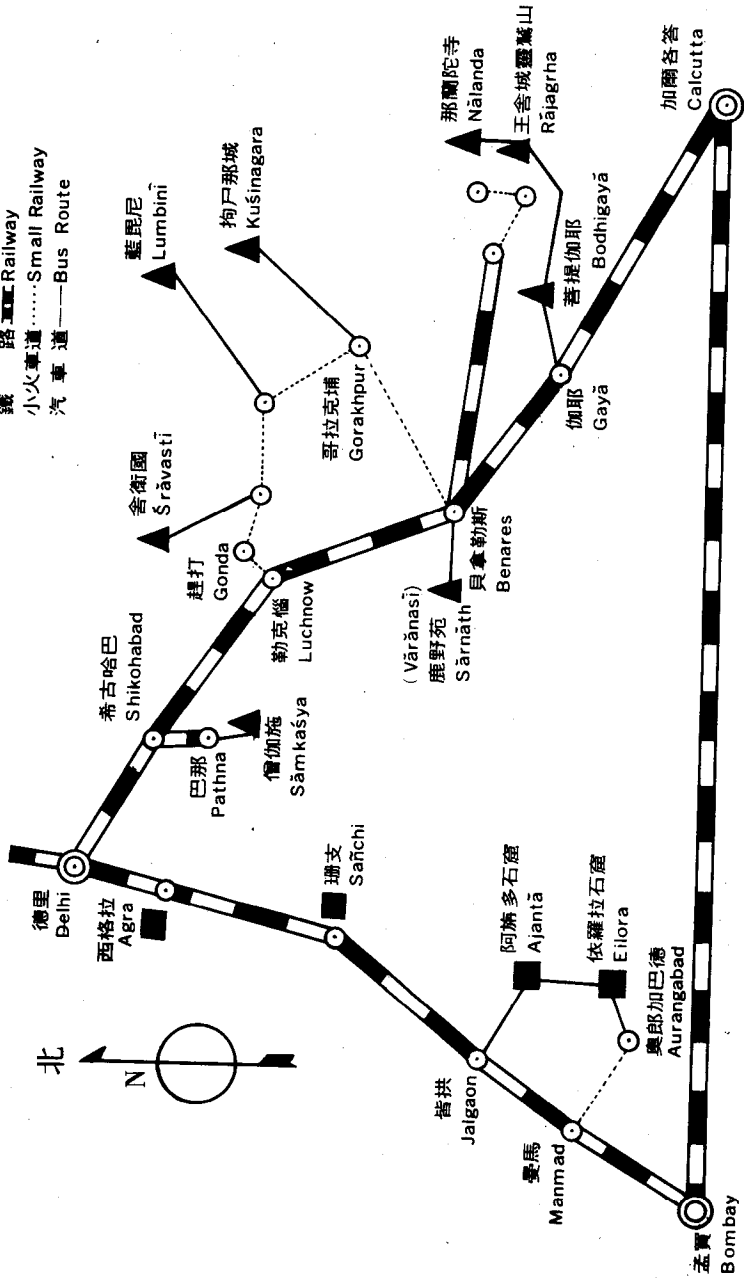 鐵 路 Railway
小火車道……Small Railway
汽 車 道——Bus Route
北
N
德里
Delhi
西格拉
Agra
希古哈巴
Shikohabad
巴那
Pathna
僧伽施
Sāmkaśya
珊支
Sañchi
舍衛國
Śrāvastī
趕打
Gonda
勒克惱
Luchnow
藍毘尼
Lumbinī
拘尸那城
Kuśinagara
哥拉克埔
Gorakhpur
(Vārānasī)
鹿野苑
Sārnāth
貝拿勒斯
Benares
那蘭陀寺
Nālanda
王舍城靈鷲山
Rājagrha
菩提伽耶
Bodhigayā
伽耶
Gayā
加爾各答
Calcutta
皆拱
Jalgaon
曼馬
Manmad
阿旃多石窟
Ajantā
依羅拉石窟
Eilora
奧郎加巴德
Aurangabad
孟買
Bombay